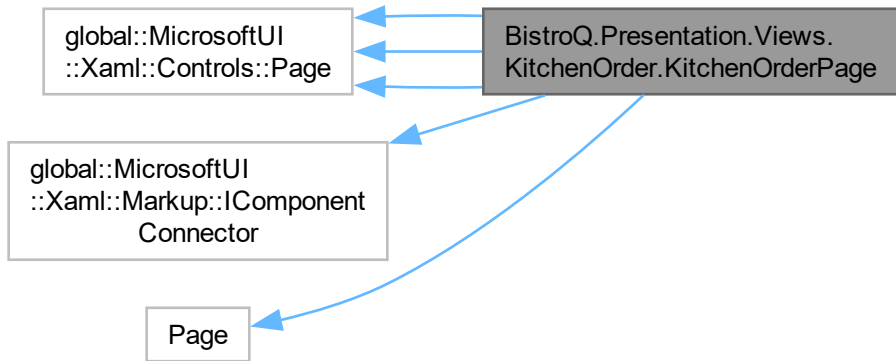 global::MicrosoftUI
::Xaml::Controls::Page
BistroQ.Presentation.Views.
KitchenOrder.KitchenOrderPage
global::MicrosoftUI
::Xaml::Markup::IComponent
Connector
Page